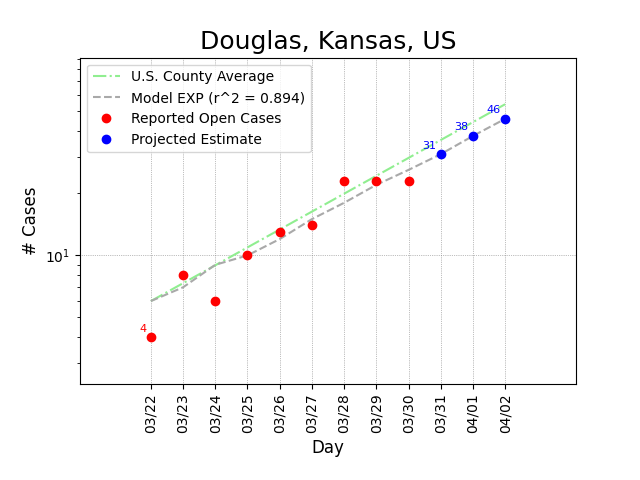 Douglas, Kansas, US
U.S. County Average
Model EXP (r^2 = 0.894)
Reported Open Cases
Projected Estimate
46
38
31
4
# Cases
10^1
03/22
03/23
03/24
03/25
03/26
03/27
03/28
03/29
03/30
03/31
04/01
04/02
Day